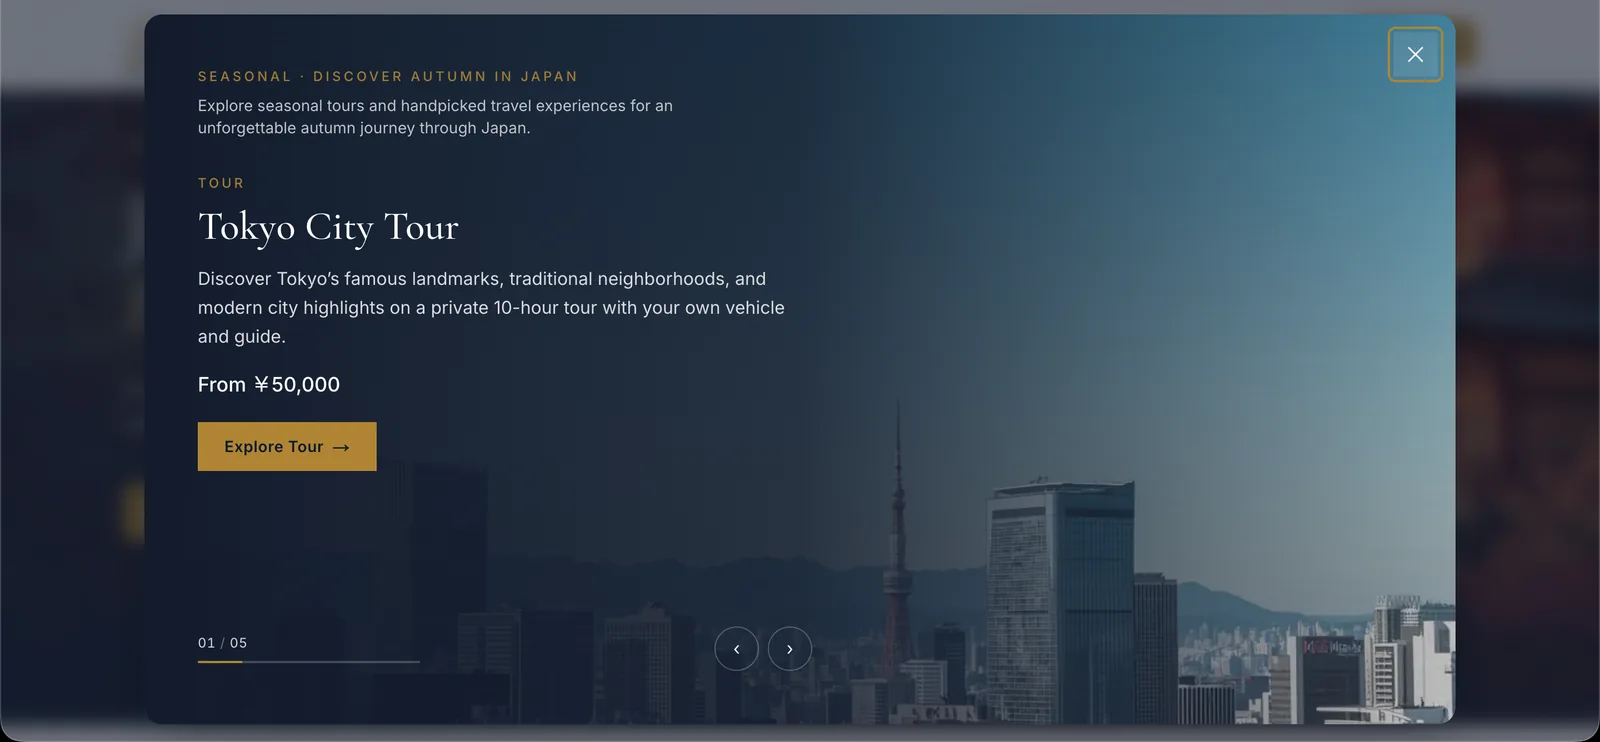 SEASONAL · DISCOVER AUTUMN IN JAPAN
Explore seasonal tours and handpicked travel experiences for an
unforgettable autumn journey through Japan.
TOUR
Tokyo City Tour
Discover Tokyo’s famous landmarks, traditional neighborhoods, and
modern city highlights on a private 10-hour tour with your own vehicle
and guide.
From ¥50,000
Explore Tour →
01 / 05